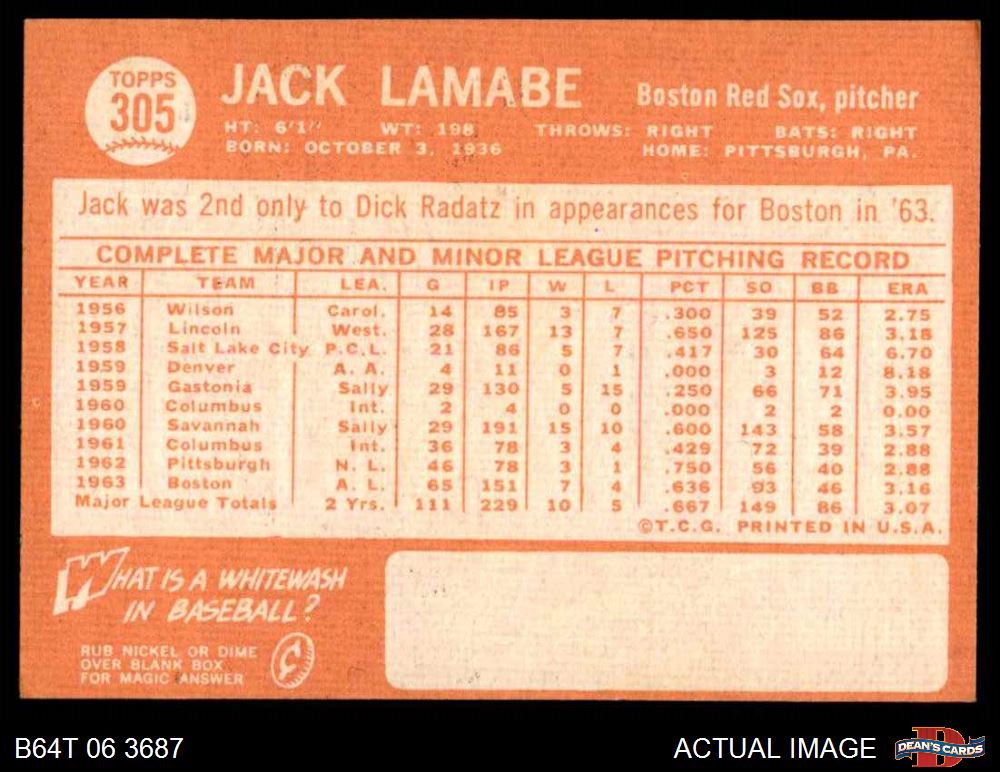 TOPPS
305
JACK LAMABE
Boston Red Sox, pitcher
HT: 6'1" WT: 198 THROWS: RIGHT BATS: RIGHT
BORN: OCTOBER 3, 1936 HOME: PITTSBURGH, PA.
Jack was 2nd only to Dick Radatz in appearances for Boston in '63.
COMPLETE MAJOR AND MINOR LEAGUE PITCHING RECORD
YEAR TEAM LEA. G IP W L PCT SO BB ERA
1956 Wilson Carol. 14 85 3 7 .300 39 52 2.75
1957 Lincoln West. 28 167 13 7 .650 125 86 3.18
1958 Salt Lake City P.C.L. 21 86 5 7 .417 30 64 6.70
1959 Denver A. A. 4 11 0 1 .000 3 12 8.18
1959 Gastonia Sally 29 130 5 15 .250 66 71 3.95
1960 Columbus Int. 2 4 0 0 .000 2 2 0.00
1960 Savannah Sally 29 191 15 10 .600 143 58 3.57
1961 Columbus Int. 36 78 3 4 .429 72 39 2.88
1962 Pittsburgh N. L. 46 78 3 1 .750 56 40 2.88
1963 Boston A. L. 65 151 7 4 .636 93 46 3.16
Major League Totals 2 Yrs. 111 229 10 5 .667 149 86 3.07
©T.C.G. PRINTED IN U.S.A.
WHAT IS A WHITEWASH
IN BASEBALL?
RUB NICKEL OR DIME
OVER BLANK BOX
FOR MAGIC ANSWER
¢
B64T 06 3687
ACTUAL IMAGE
D
DEAN'S CARDS